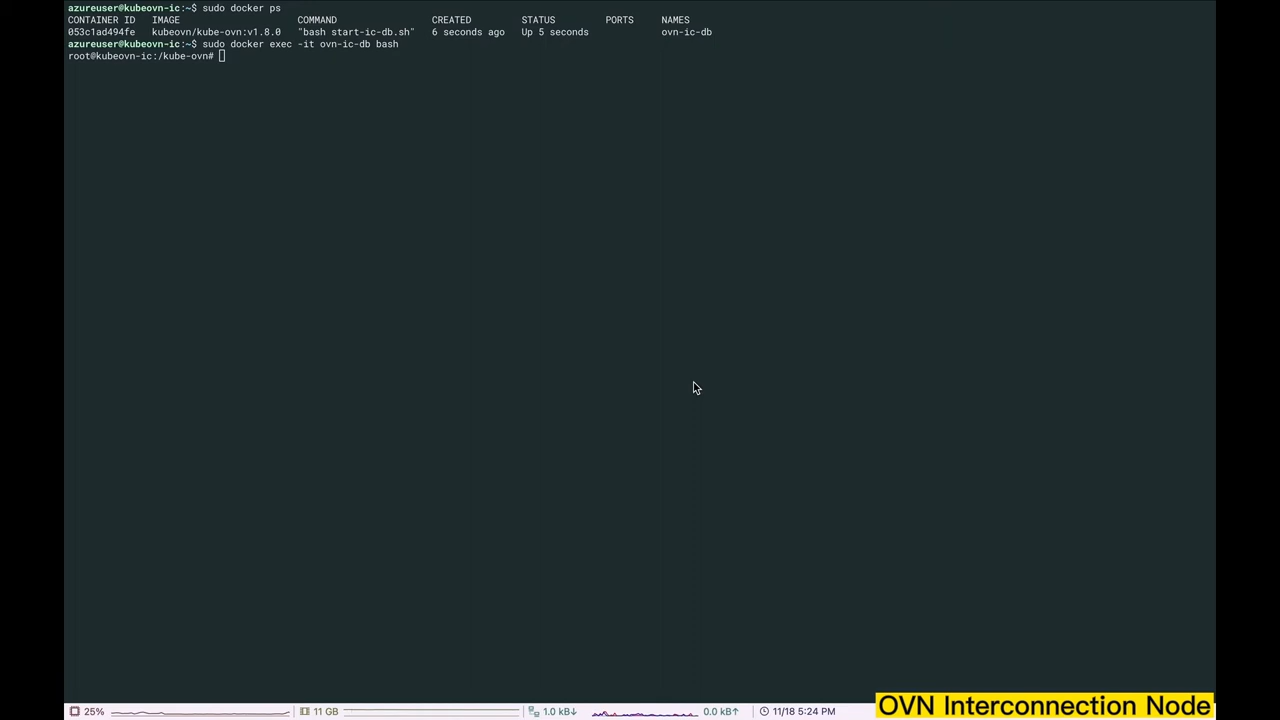 azureuser@kubeovn-ic:~$ sudo docker ps
CONTAINER ID IMAGE COMMAND CREATED STATUS PORTS NAMES
053c1ad494fe kubeovn/kube-ovn:v1.8.0 "bash start-ic-db.sh" 6 seconds ago Up 5 seconds ovn-ic-db
azureuser@kubeovn-ic:~$ sudo docker exec -it ovn-ic-db bash
root@kubeovn-ic:/kube-ovn#
25% 11 GB 1.0 kB↓ 0.0 kB↑ 11/18 5:24 PM
OVN Interconnection Node